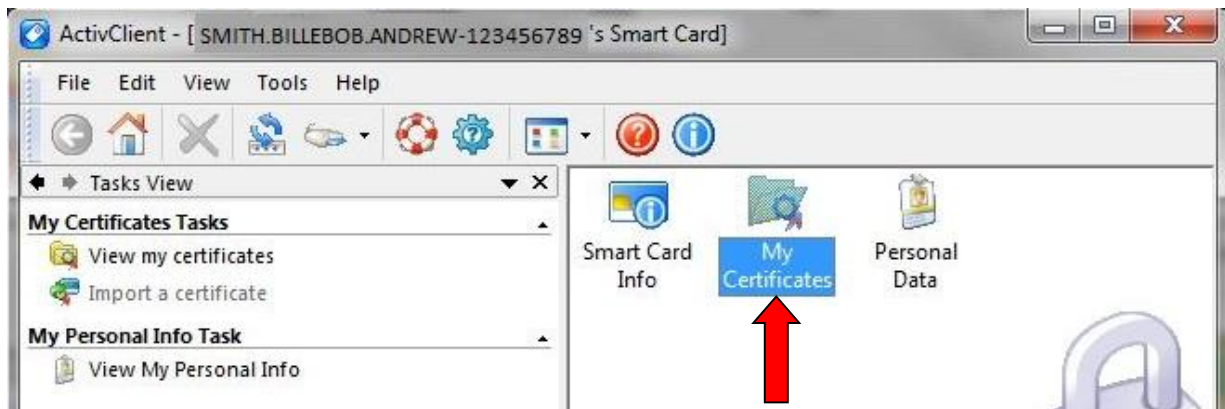 ActivClient - [ SMITH.BILLEBOB.ANDREW-123456789 's Smart Card]
File Edit View Tools Help
Tasks View
My Certificates Tasks
View my certificates
Import a certificate
My Personal Info Task
View My Personal Info
Smart Card
Info
My
Certificates
Personal
Data